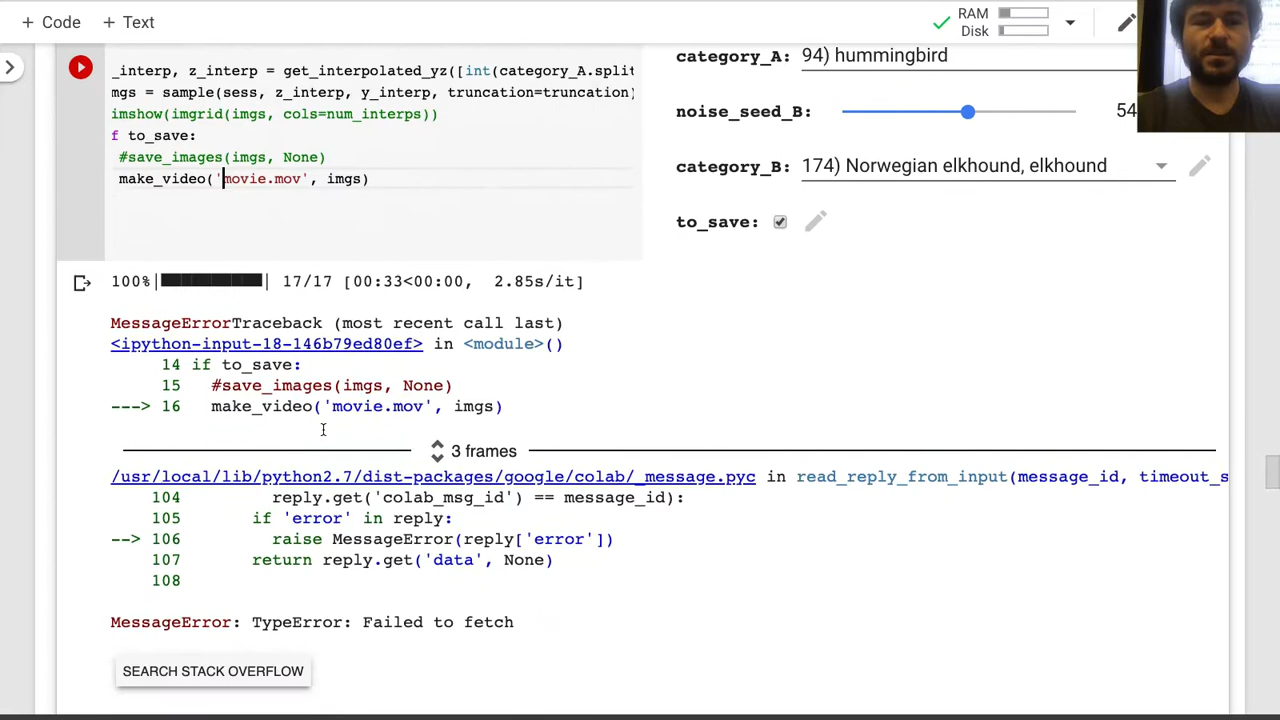 + Code + Text
RAM
Disk
_interp, z_interp = get_interpolated_yz([int(category_A.split
mgs = sample(sess, z_interp, y_interp, truncation=truncation)
imshow(imgrid(imgs, cols=num_interps))
f to_save:
#save_images(imgs, None)
make_video('movie.mov', imgs)
category_A: 94) hummingbird
noise_seed_B: 54
category_B: 174) Norwegian elkhound, elkhound
to_save:
100%| | 17/17 [00:33<00:00, 2.85s/it]
MessageErrorTraceback (most recent call last)
<ipython-input-18-146b79ed80ef> in <module>()
14 if to_save:
15 #save_images(imgs, None)
---> 16 make_video('movie.mov', imgs)
3 frames
/usr/local/lib/python2.7/dist-packages/google/colab/_message.pyc in read_reply_from_input(message_id, timeout_s
104 reply.get('colab_msg_id') == message_id):
105 if 'error' in reply:
--> 106 raise MessageError(reply['error'])
107 return reply.get('data', None)
108
MessageError: TypeError: Failed to fetch
SEARCH STACK OVERFLOW